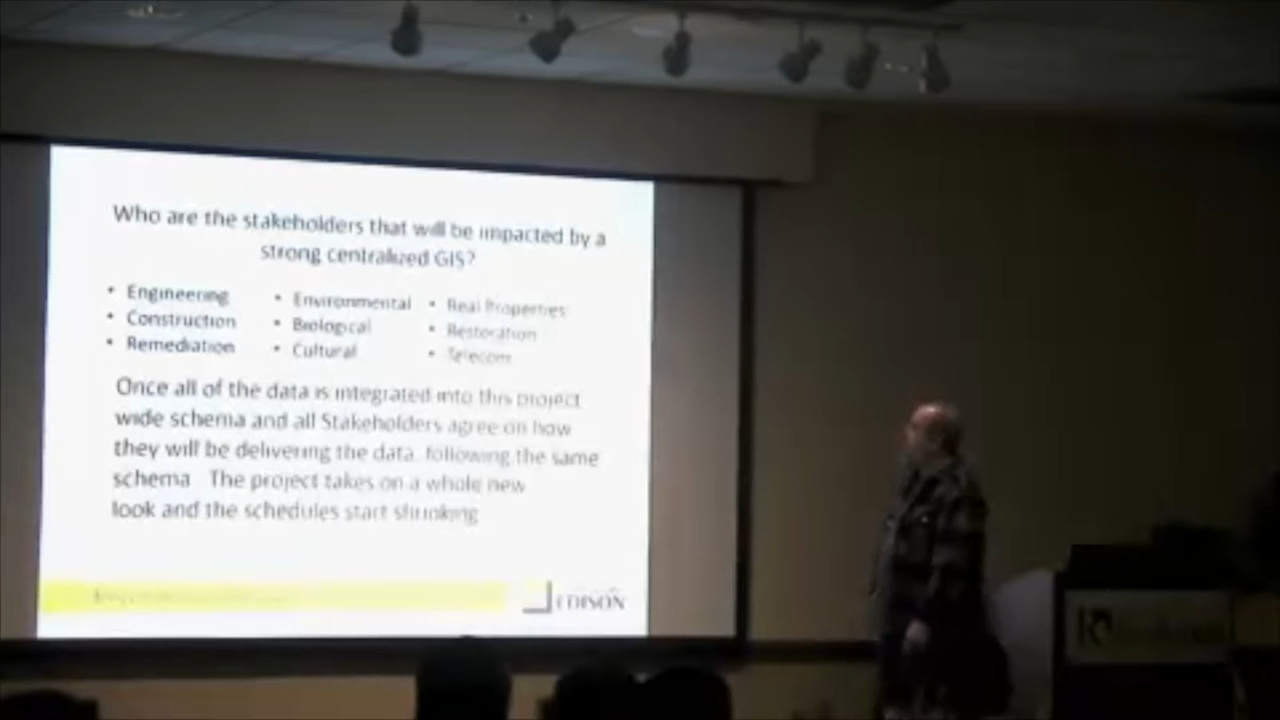 Who are the stakeholders that will be impacted by a
strong centralized GIS?
• Engineering
• Construction
• Remediation
• Environmental
• Biological
• Cultural
• Real Properties
• Restoration
• Telecom
Once all of the data is integrated into this project
wide schema and all Stakeholders agree on how
they will be delivering the data, following the same
schema. The project takes on a whole new
look and the schedules start shrinking
EDISON